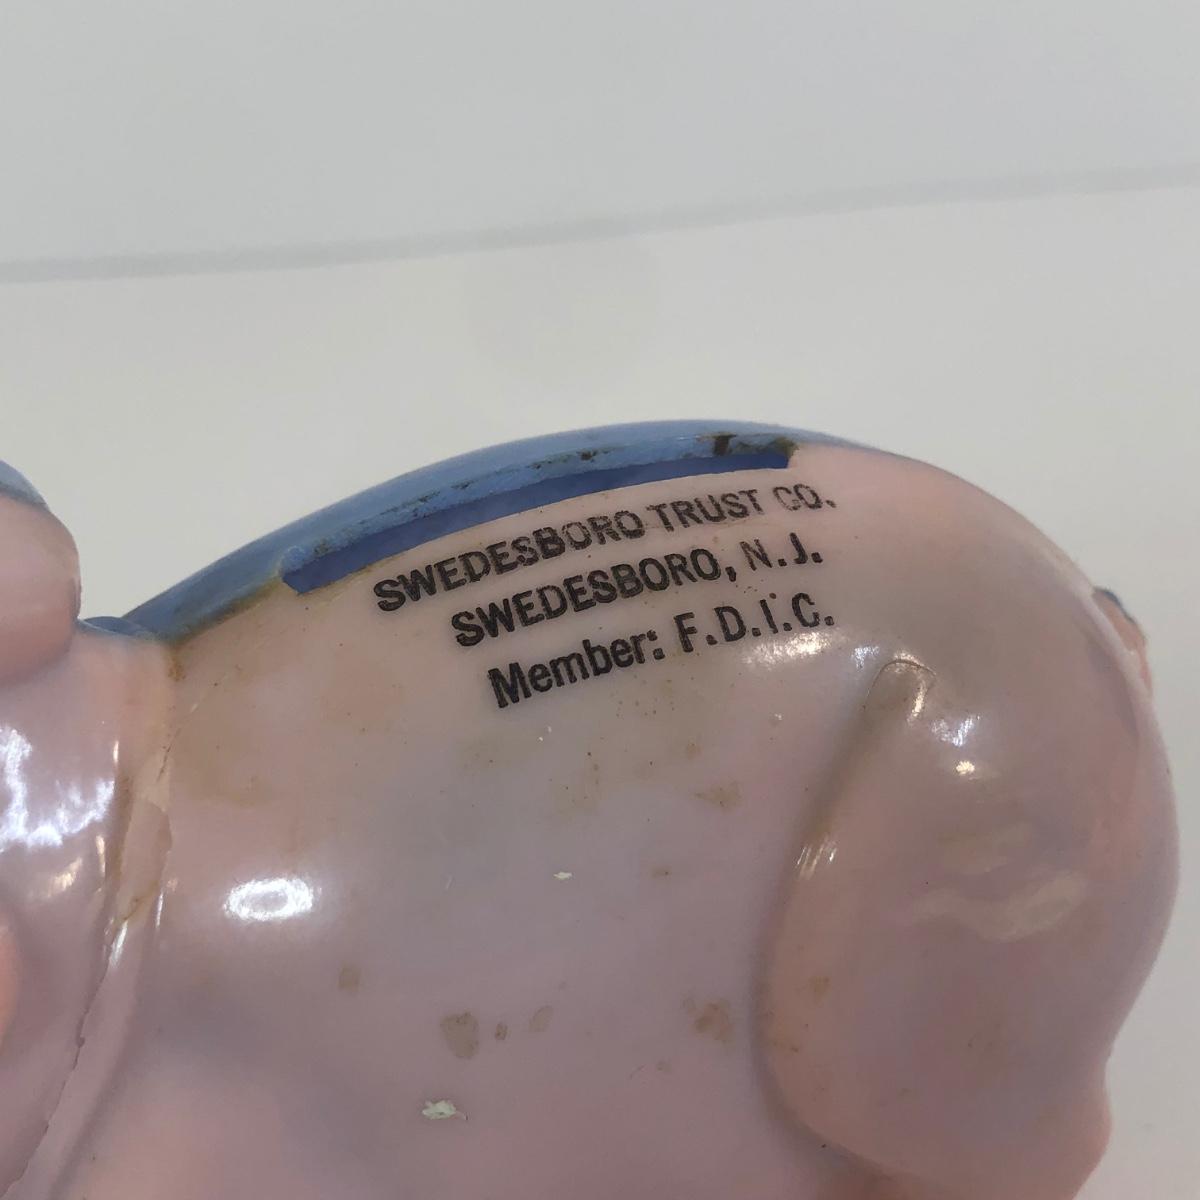 SWEDESBORO TRUST CO.
SWEDESBORO, N.J.
Member: F.D.I.C.